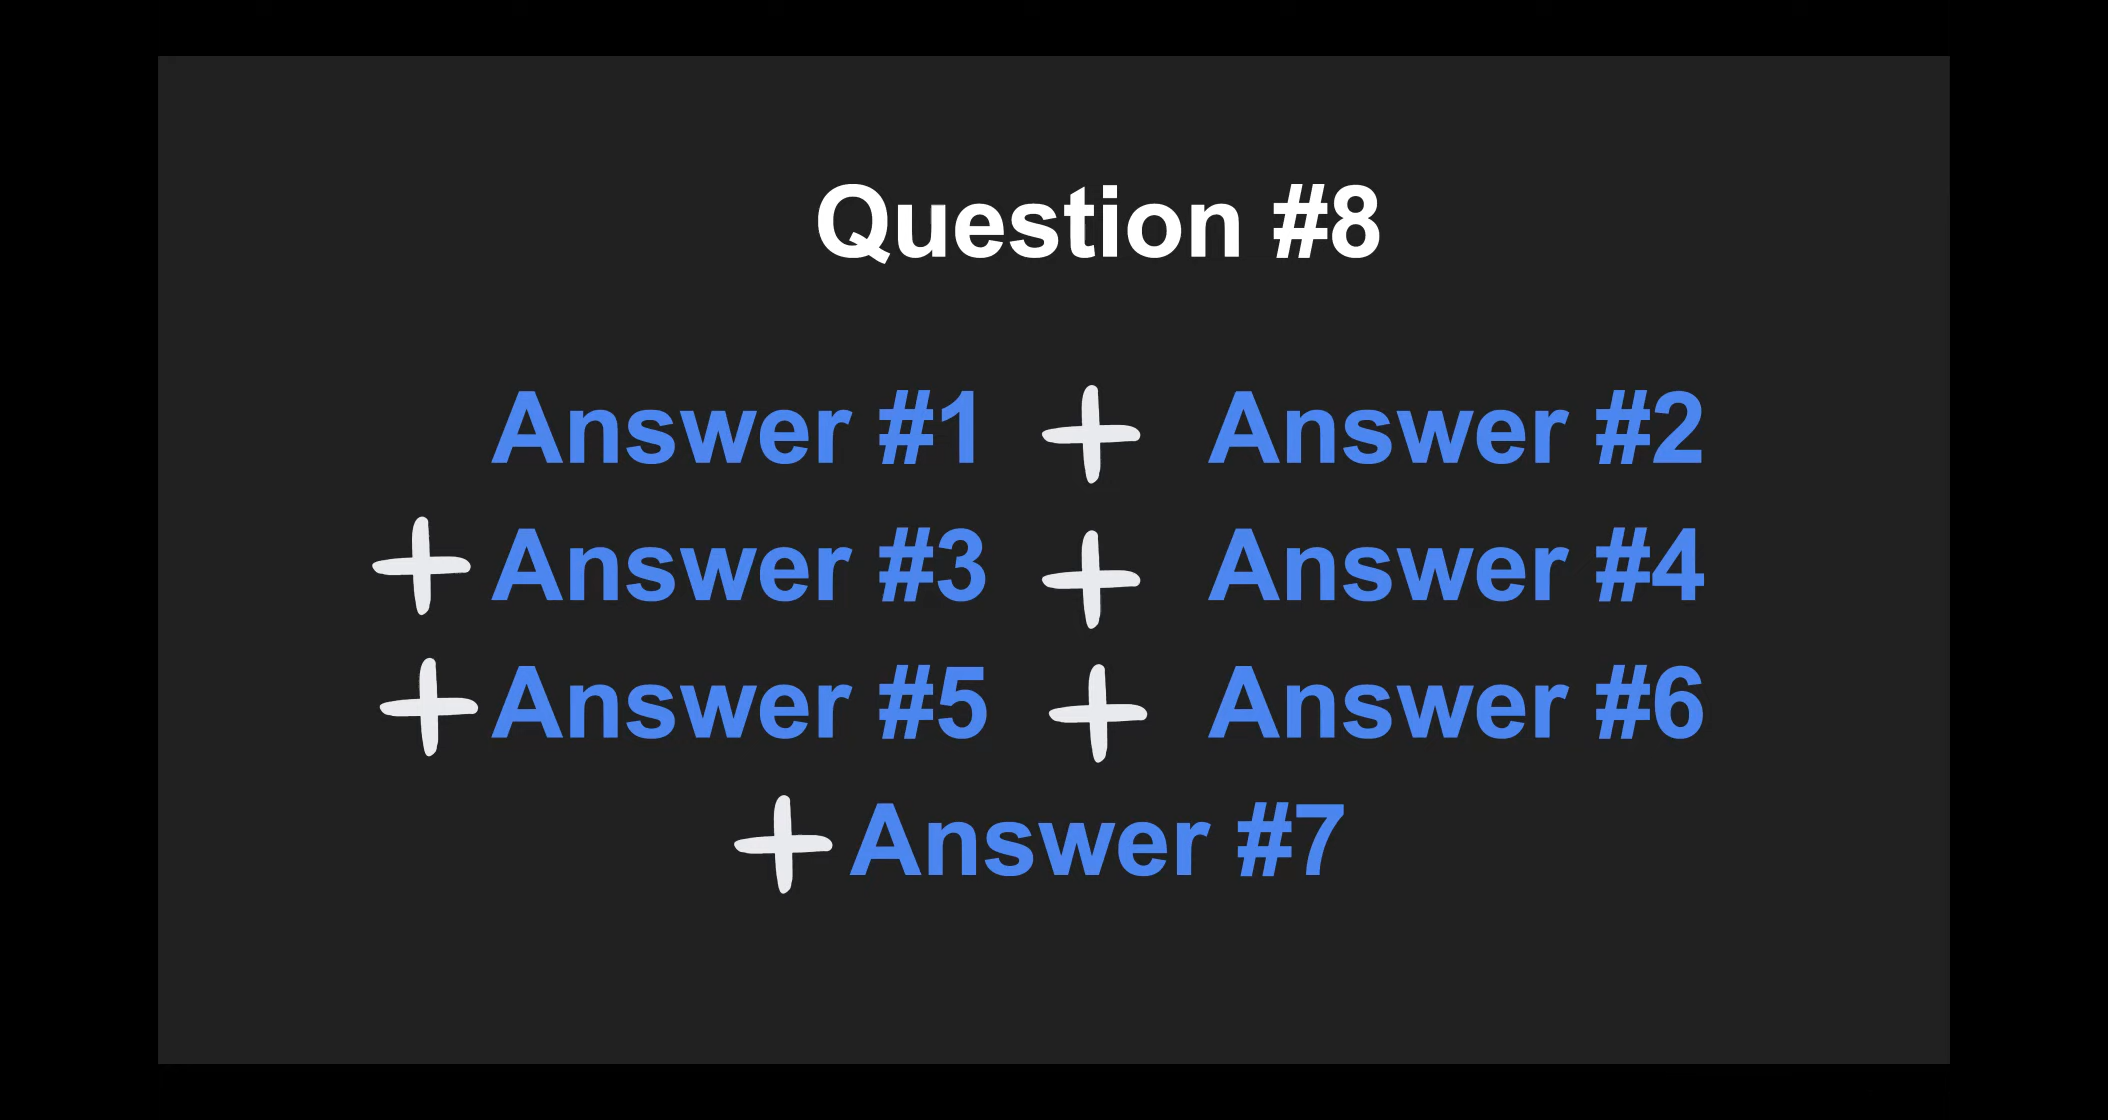 Question #8
Answer #1 + Answer #2
+ Answer #3 + Answer #4
+ Answer #5 + Answer #6
+ Answer #7